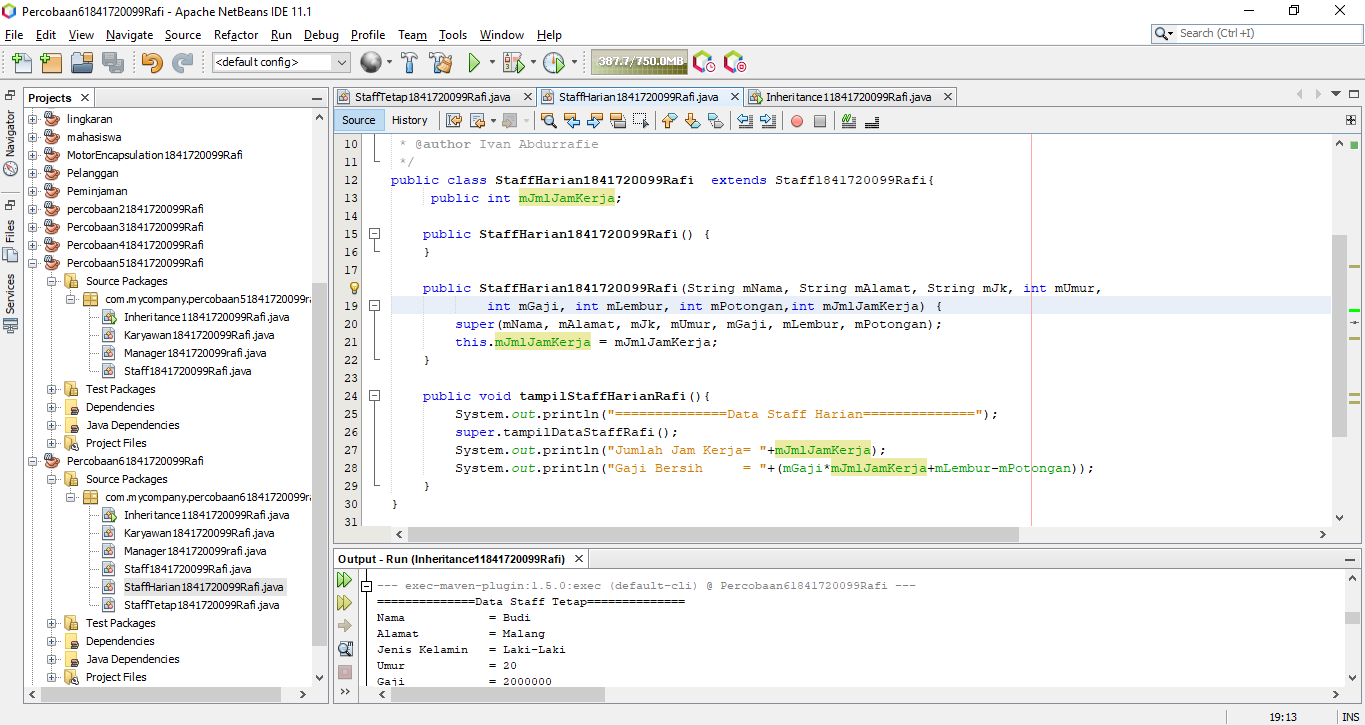 Percobaan61841720099Rafi - Apache NetBeans IDE 11.1
File Edit View Navigate Source Refactor Run Debug Profile Team Tools Window Help
Search (Ctrl+I)
<default config>
387.7/750.0MB
Projects
Navigator
Files
Services
lingkaran
mahasiswa
MotorEncapsulation1841720099Rafi
Pelanggan
Peminjaman
percobaan21841720099Rafi
Percobaan31841720099Rafi
Percobaan41841720099Rafi
Percobaan51841720099Rafi
Source Packages
com.mycompany.percobaan51841720099r
Inheritance11841720099Rafi.java
Karyawan1841720099Rafi.java
Manager1841720099Rafi.java
Staff1841720099Rafi.java
Test Packages
Dependencies
Java Dependencies
Project Files
Percobaan61841720099Rafi
Source Packages
com.mycompany.percobaan61841720099r
Inheritance11841720099Rafi.java
Karyawan1841720099Rafi.java
Manager1841720099rafi.java
Staff1841720099Rafi.java
StaffHarian1841720099Rafi.java
StaffTetap1841720099Rafi.java
Test Packages
Dependencies
Java Dependencies
Project Files
StaffTetap1841720099Rafi.java StaffHarian1841720099Rafi.java Inheritance11841720099Rafi.java
Source History
10 * @author Ivan Abdurrafie
11 */
12 public class StaffHarian1841720099Rafi  extends Staff1841720099Rafi{
13 public int mJmlJamKerja;
14
15 public StaffHarian1841720099Rafi() {
16 }
17
public StaffHarian1841720099Rafi(String mNama, String mAlamat, String mJk, int mUmur,
19 int mGaji, int mLembur, int mPotongan,int mJmlJamKerja) {
20 super(mNama, mAlamat, mJk, mUmur, mGaji, mLembur, mPotongan);
21 this.mJmlJamKerja = mJmlJamKerja;
22 }
23
24 public void tampilStaffHarianRafi(){
25 System.out.println("==============Data Staff Harian==============");
26 super.tampilDataStaffRafi();
27 System.out.println("Jumlah Jam Kerja= "+mJmlJamKerja);
28 System.out.println("Gaji Bersih     = "+(mGaji*mJmlJamKerja+mLembur-mPotongan));
29 }
30 }
31
Output - Run (Inheritance11841720099Rafi)
--- exec-maven-plugin:1.5.0:exec (default-cli) @ Percobaan61841720099Rafi ---
==============Data Staff Tetap==============
Nama            = Budi
Alamat          = Malang
Jenis Kelamin   = Laki-Laki
Umur            = 20
Gaji            = 2000000
19:13 INS